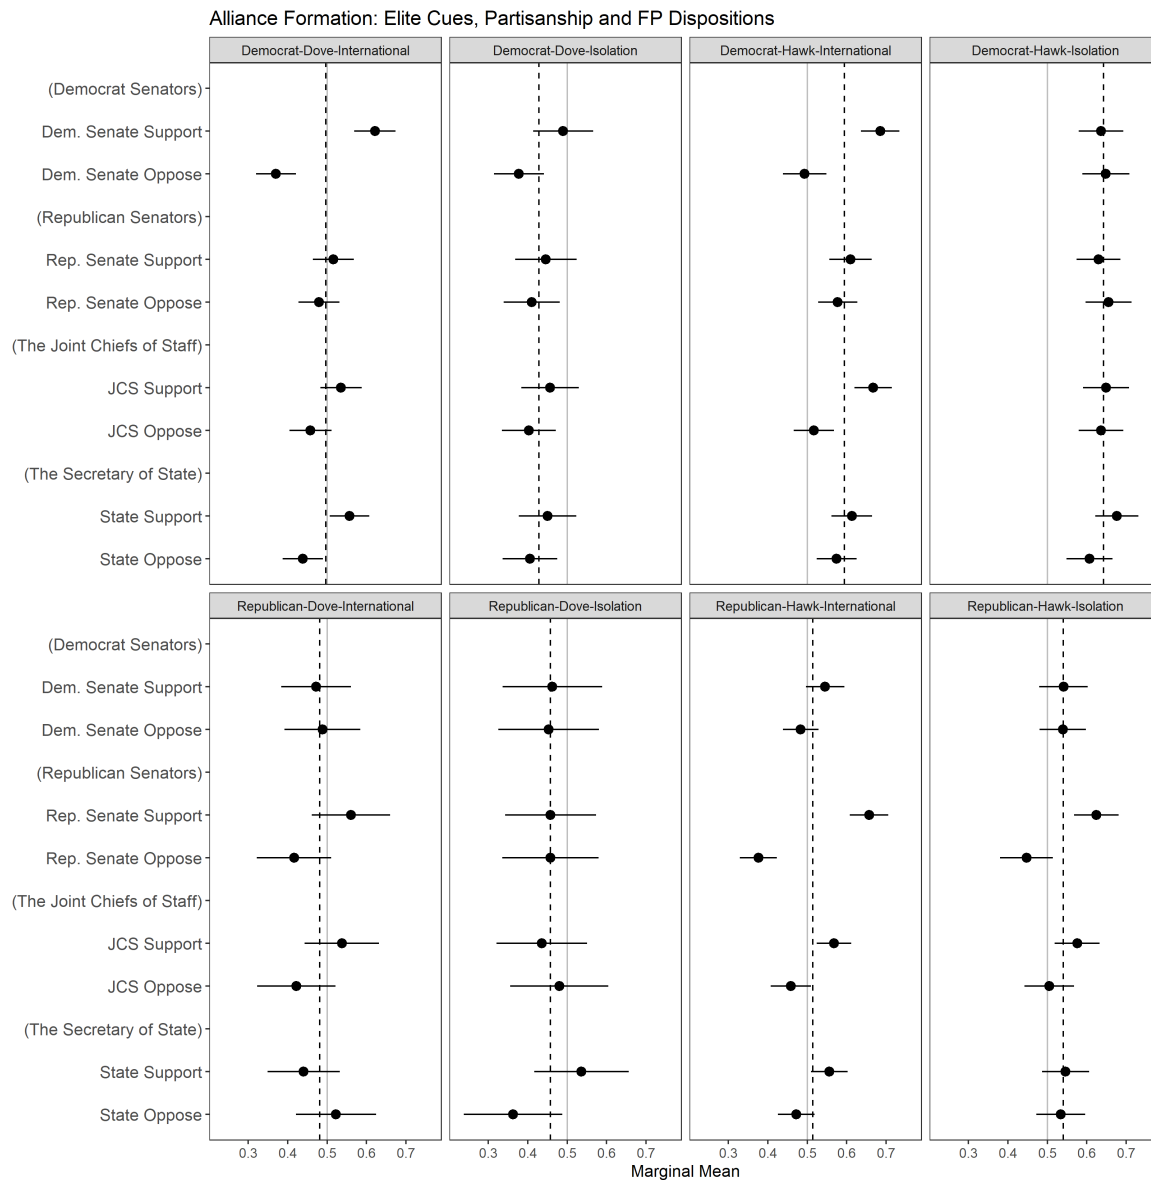 Alliance Formation: Elite Cues, Partisanship and FP Dispositions
Democrat-Dove-International
Democrat-Dove-Isolation
Democrat-Hawk-International
Democrat-Hawk-Isolation
(Democrat Senators)
Dem. Senate Support
Dem. Senate Oppose
(Republican Senators)
Rep. Senate Support
Rep. Senate Oppose
(The Joint Chiefs of Staff)
JCS Support
JCS Oppose
(The Secretary of State)
State Support
State Oppose
Republican-Dove-International
Republican-Dove-Isolation
Republican-Hawk-International
Republican-Hawk-Isolation
(Democrat Senators)
Dem. Senate Support
Dem. Senate Oppose
(Republican Senators)
Rep. Senate Support
Rep. Senate Oppose
(The Joint Chiefs of Staff)
JCS Support
JCS Oppose
(The Secretary of State)
State Support
State Oppose
0.3 0.4 0.5 0.6 0.7
0.3 0.4 0.5 0.6 0.7
0.3 0.4 0.5 0.6 0.7
0.3 0.4 0.5 0.6 0.7
Marginal Mean